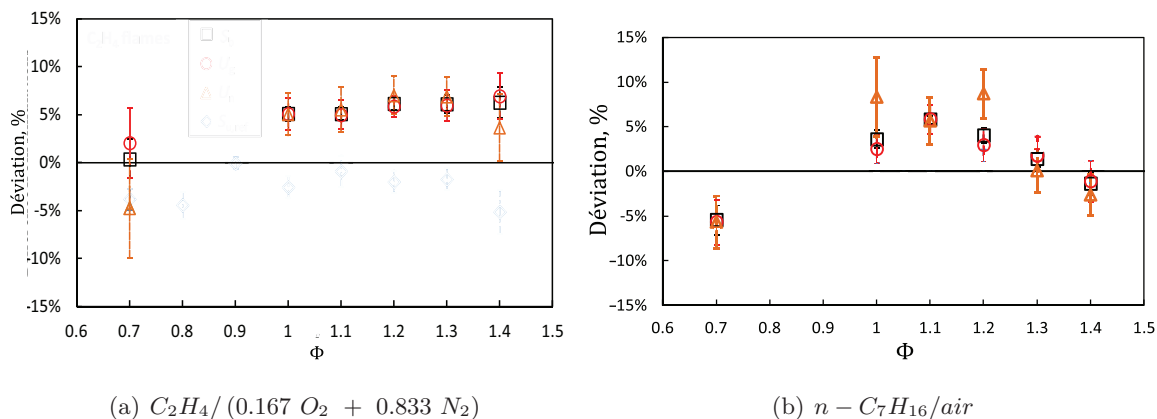 15%
10%
5%
0%
−5%
−10%
−15%
Déviation, %
0.6 0.7 0.8 0.9 1 1.1 1.2 1.3 1.4 1.5
Φ
(a) C₂H₄/ (0.167 O₂ + 0.833 N₂)
15%
10%
5%
0%
−5%
−10%
−15%
Déviation, %
0.6 0.7 0.8 0.9 1 1.1 1.2 1.3 1.4 1.5
Φ
(b) n − C₇H₁₆/air